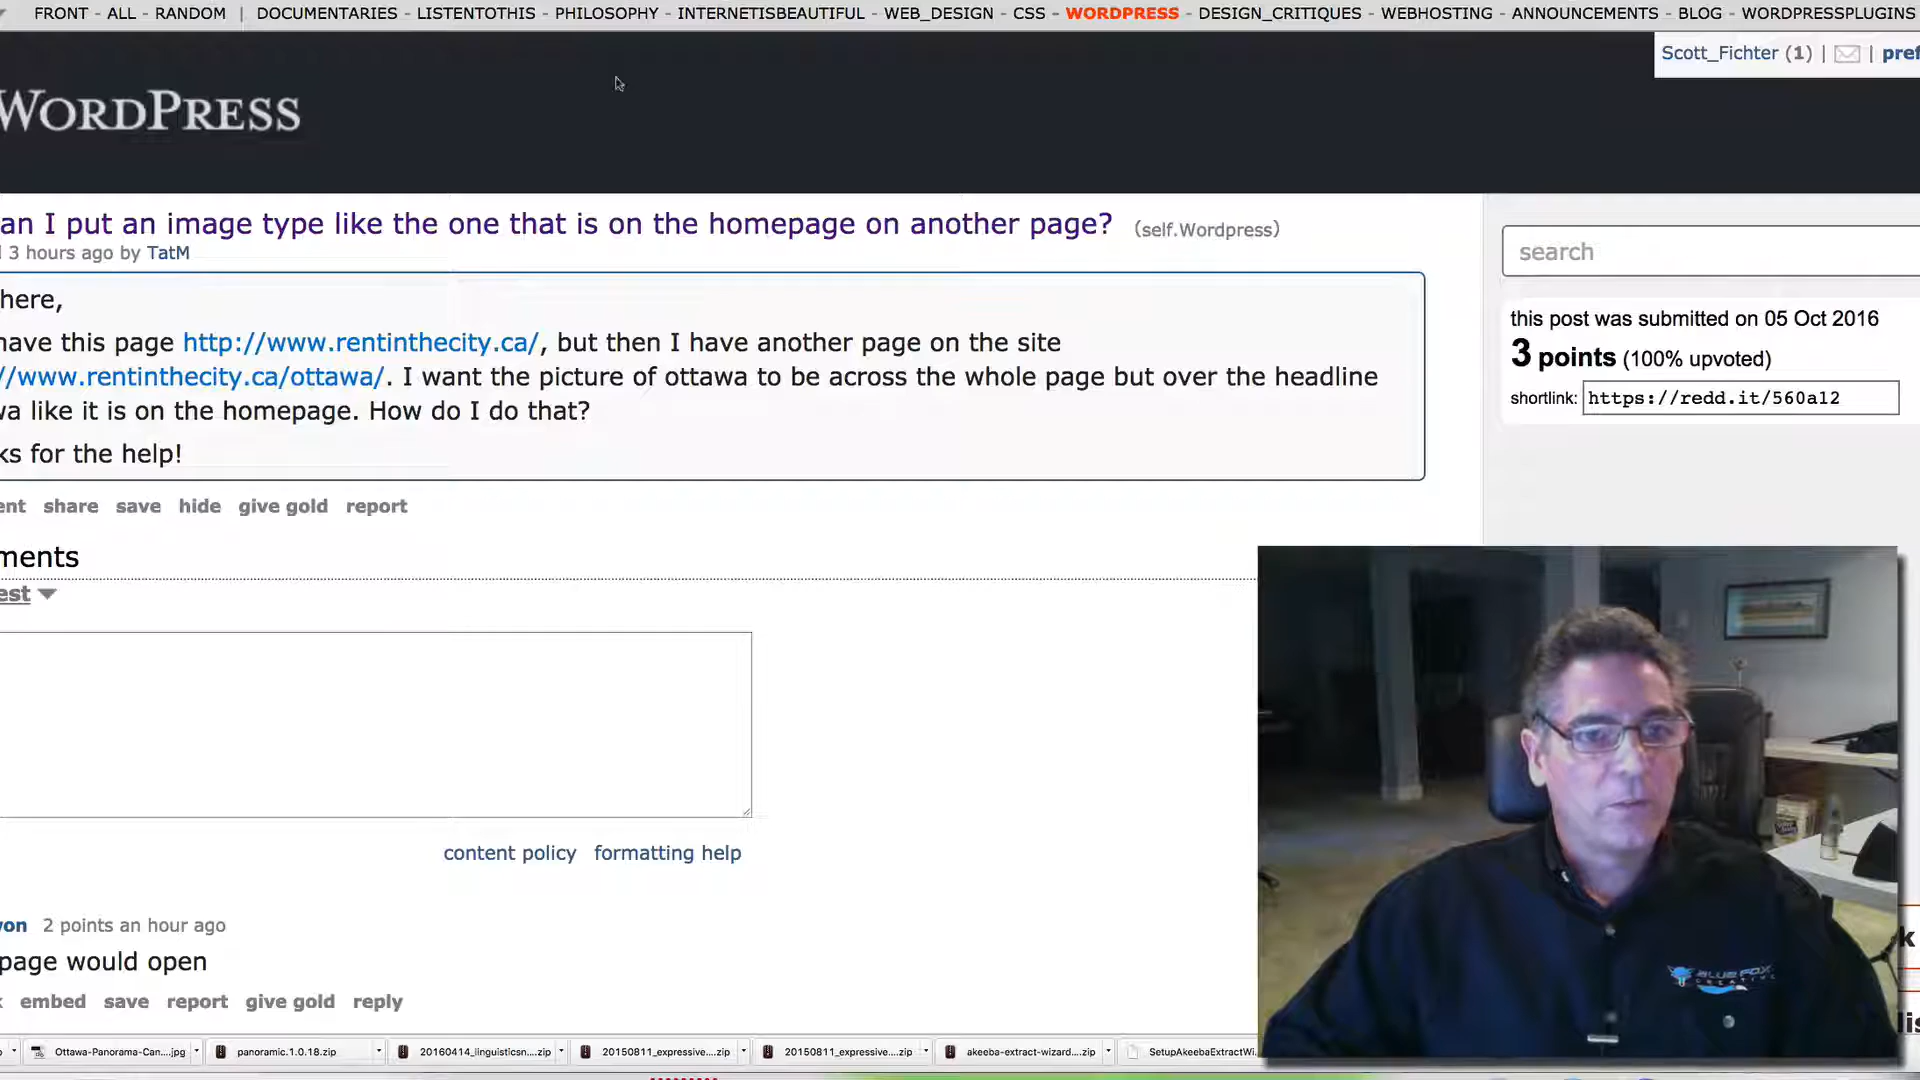 FRONT - ALL - RANDOM | DOCUMENTARIES - LISTENTOTHIS - PHILOSOPHY - INTERNETISBEAUTIFUL - WEB_DESIGN - CSS - WORDPRESS - DESIGN_CRITIQUES - WEBHOSTING - ANNOUNCEMENTS - BLOG - WORDPRESSPLUGINS
Scott_Fichter (1) | | pref
WORDPRESS
an I put an image type like the one that is on the homepage on another page? (self.Wordpress)
3 hours ago by TatM
here,
have this page http://www.rentinthecity.ca/, but then I have another page on the site
//www.rentinthecity.ca/ottawa/. I want the picture of ottawa to be across the whole page but over the headline
wa like it is on the homepage. How do I do that?
ks for the help!
ent share save hide give gold report
search
this post was submitted on 05 Oct 2016
3 points (100% upvoted)
shortlink: https://redd.it/560a12
ments
est
content policy formatting help
von 2 points an hour ago
page would open
k embed save report give gold reply
BLUE FOX
CREATIVE
Ottawa-Panorama-Can....jpg panoramic.1.0.18.zip 20160414_linguisticsn....zip 20150811_expressive....zip 20150811_expressive....zip akeeba-extract-wizard....zip SetupAkeebaExtractWi